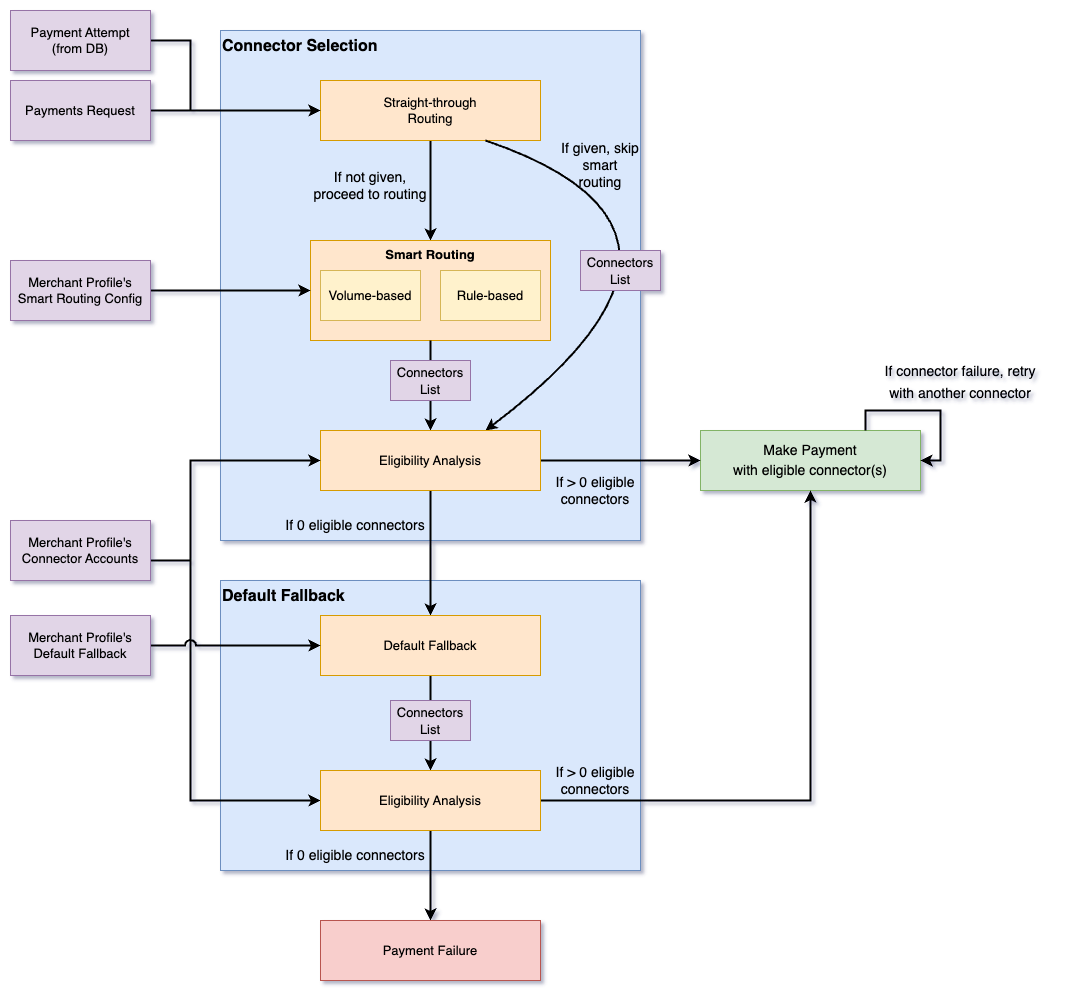 Payment Attempt
(from DB)
Payments Request
Connector Selection
Straight-through
Routing
If given, skip
smart
routing
If not given,
proceed to routing
Smart Routing
Volume-based
Rule-based
Merchant Profile's
Smart Routing Config
Connectors
List
Connectors
List
If connector failure, retry
with another connector
Eligibility Analysis
Make Payment
with eligible connector(s)
If > 0 eligible
connectors
If 0 eligible connectors
Merchant Profile's
Connector Accounts
Default Fallback
Merchant Profile's
Default Fallback
Default Fallback
Connectors
List
If > 0 eligible
connectors
Eligibility Analysis
If 0 eligible connectors
Payment Failure